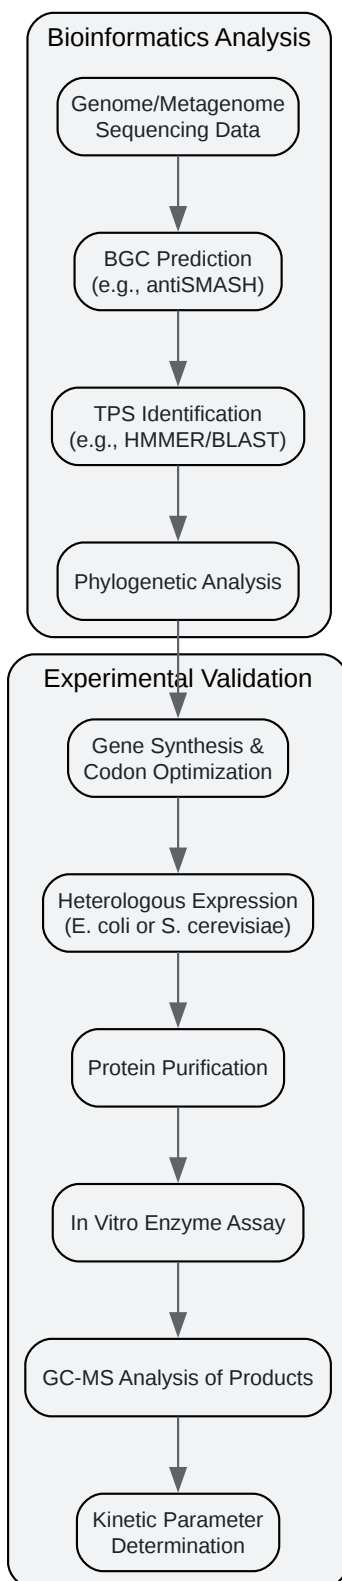 Bioinformatics Analysis
Genome/Metagenome
Sequencing Data
BGC Prediction
(e.g., antiSMASH)
TPS Identification
(e.g., HMMER/BLAST)
Phylogenetic Analysis
Experimental Validation
Gene Synthesis &
Codon Optimization
Heterologous Expression
(E. coli or S. cerevisiae)
Protein Purification
In Vitro Enzyme Assay
GC-MS Analysis of Products
Kinetic Parameter
Determination